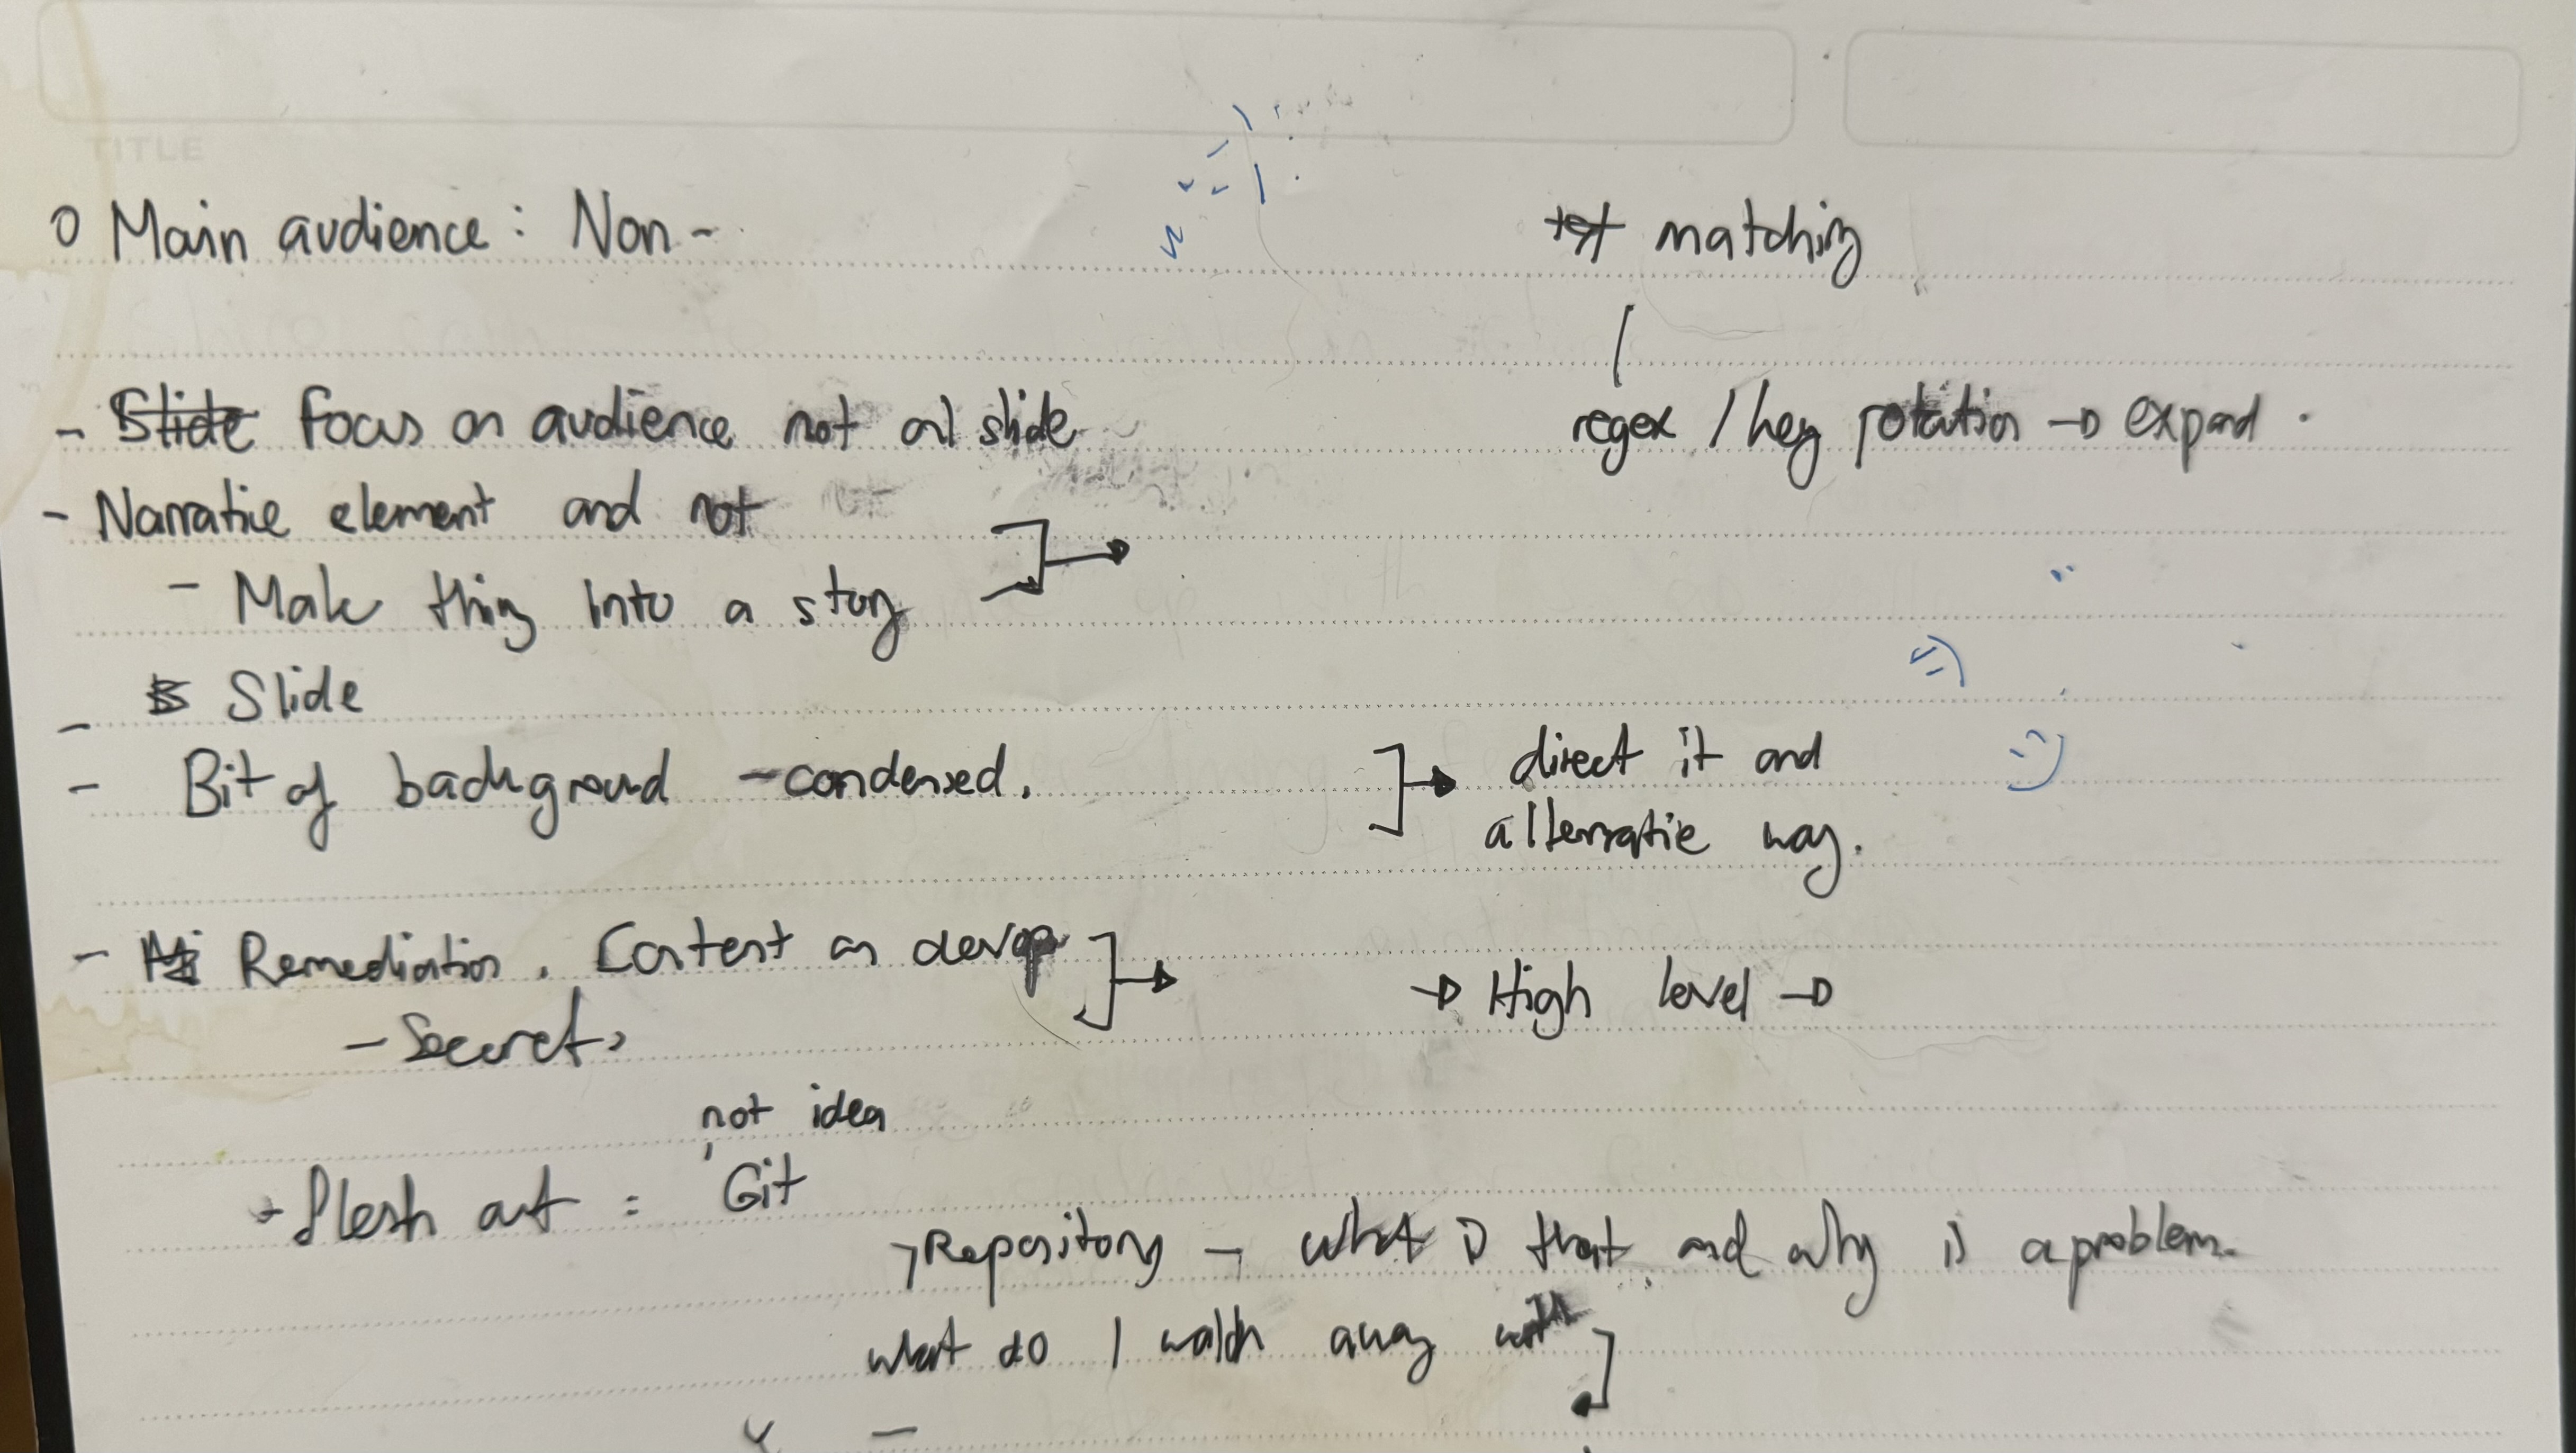 TITLE
o Main audience : Non -
text matching
- Slide Focus on audience not on slide
regex / key rotation → expand .
- Narrative element and not
- Make thing into a story
- Slide
- Bit of background - condensed.
direct it and
alternative way.
- Remediation . Content on devop
→ High level →
- Secrets
not idea
- flesh out : Git
→ Repository → what is that and why is a problem.
what do I walk away with